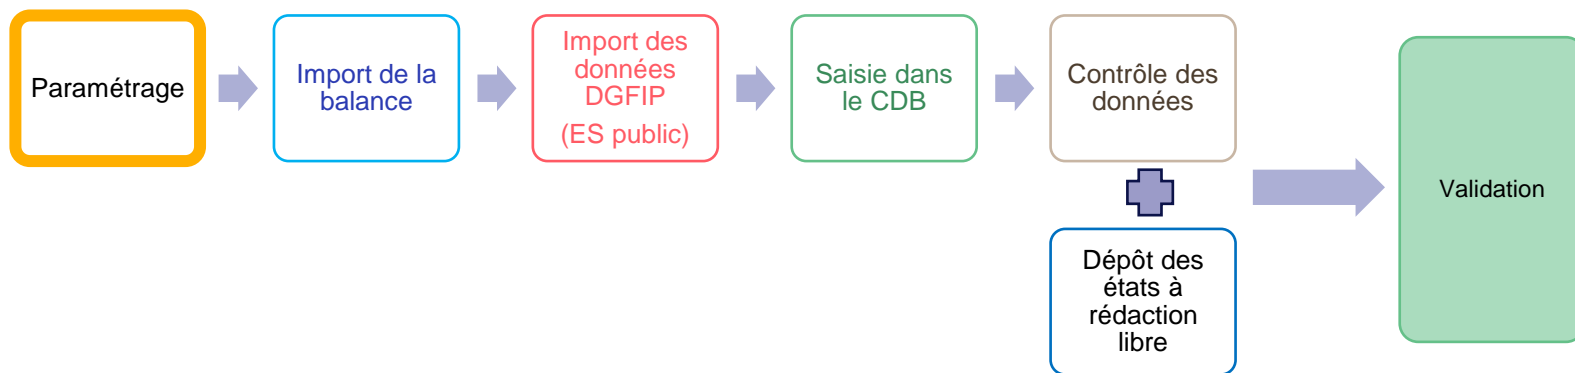 Paramétrage
Import de la
balance
Import des
données
DGFIP
(ES public)
Saisie dans
le CDB
Contrôle des
données
Dépôt des
états à
rédaction
libre
Validation